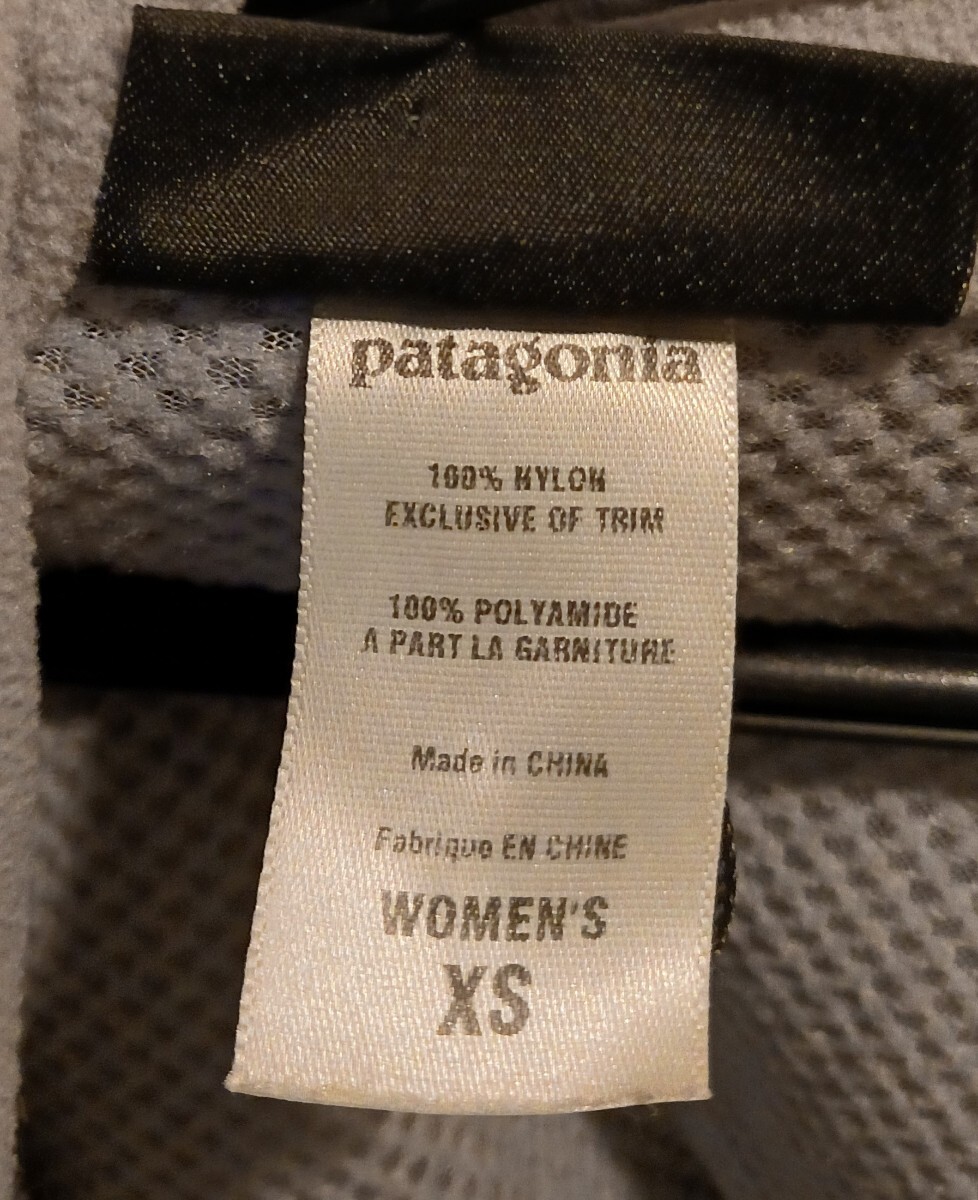 patagonia
100% NYLON
EXCLUSIVE OF TRIM
100% POLYAMIDE
A PART LA GARNITURE
Made in CHINA
Fabrique EN CHINE
WOMEN'S
XS